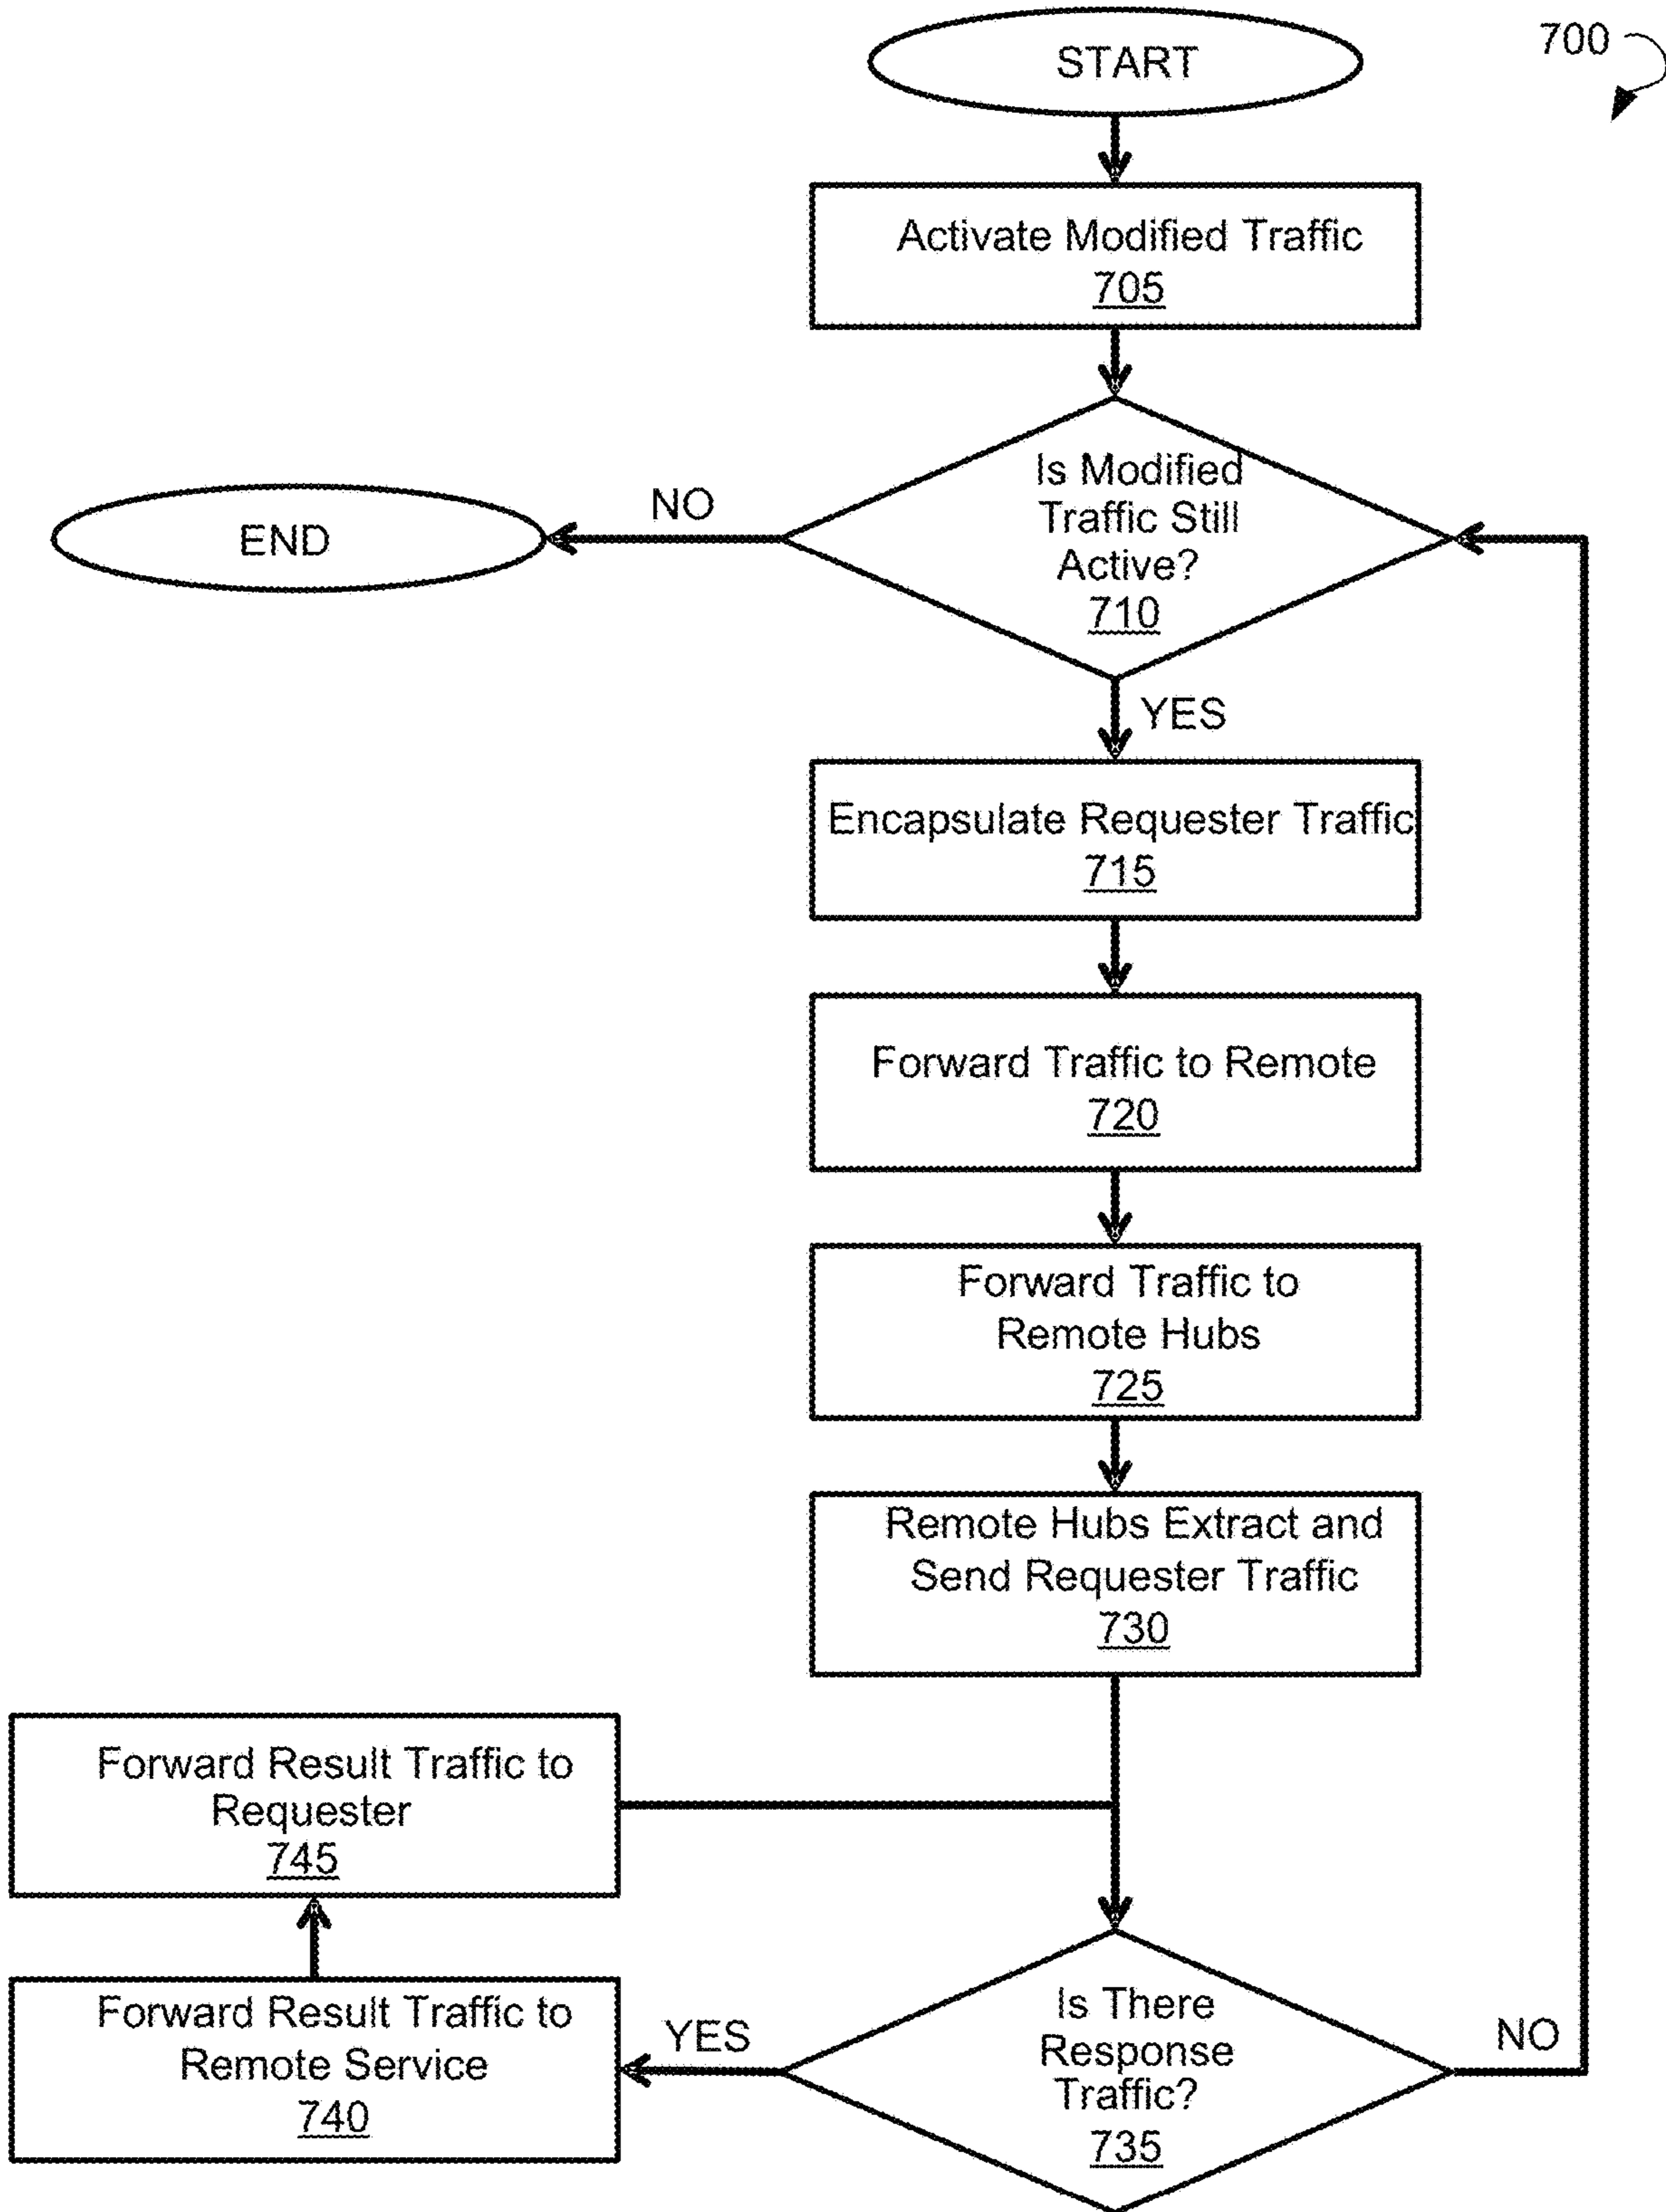 START
700
Activate Modified Traffic
705
Is Modified
Traffic Still
Active?
710
NO
END
YES
Encapsulate Requester Traffic
715
Forward Traffic to Remote
720
Forward Traffic to
Remote Hubs
725
Remote Hubs Extract and
Send Requester Traffic
730
Forward Result Traffic to
Requester
745
Forward Result Traffic to
Remote Service
740
YES
Is There
Response
Traffic?
735
NO